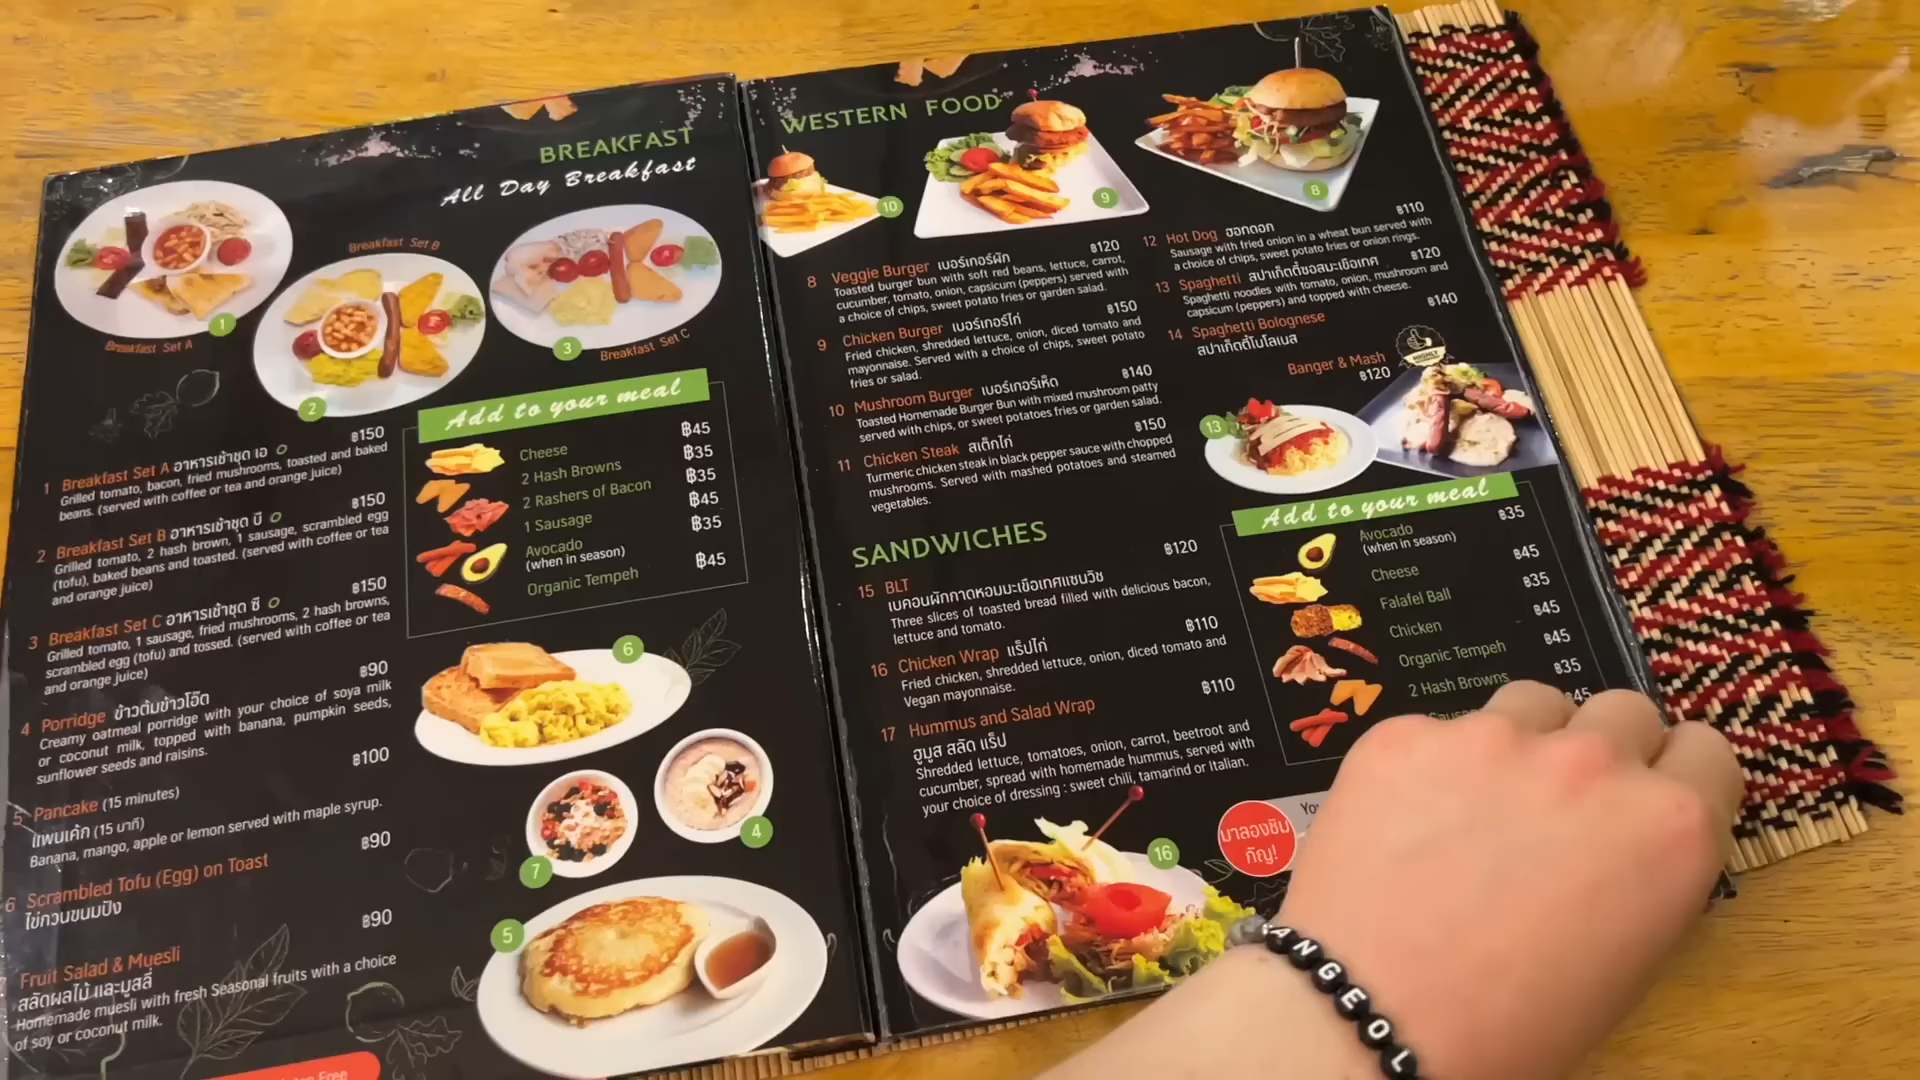 BREAKFAST
All Day Breakfast
Breakfast Set A
1
Breakfast Set B
2
3
Breakfast Set C
1 Breakfast Set A อาหารเช้าชุด เอ ฿150
Grilled tomato, bacon, fried mushrooms, toasted and baked
beans. (served with coffee or tea and orange juice)
2 Breakfast Set B อาหารเช้าชุด บี ฿150
Grilled tomato, 2 hash brown, 1 sausage, scrambled egg
(tofu), baked beans and toasted. (served with coffee or tea
and orange juice)
3 Breakfast Set C อาหารเช้าชุด ซี ฿150
Grilled tomato, 1 sausage, fried mushrooms, 2 hash browns,
scrambled egg (tofu) and tossed. (served with coffee or tea
and orange juice)
4 Porridge ข้าวต้มข้าวโอ๊ต ฿90
Creamy oatmeal porridge with your choice of soya milk
or coconut milk, topped with banana, pumpkin seeds,
sunflower seeds and raisins.
5 Pancake (15 minutes) ฿100
แพนเค้ก (15 นาที)
Banana, mango, apple or lemon served with maple syrup.
6 Scrambled Tofu (Egg) on Toast ฿90
ไข่กวนขนมปัง
Fruit Salad & Muesli ฿90
สลัดผลไม้ และมูสลี่
Homemade muesli with fresh Seasonal fruits with a choice
of soy or coconut milk.
Free
Add to your meal
Cheese ฿45
2 Hash Browns ฿35
2 Rashers of Bacon ฿35
1 Sausage ฿45
Avocado ฿35
(when in season)
Organic Tempeh ฿45
6
4
7
5
WESTERN FOOD
10
9
8
8 Veggie Burger เบอร์เกอร์ผัก ฿120
Toasted burger bun with soft red beans, lettuce, carrot,
cucumber, tomato, onion, capsicum (peppers) served with
a choice of chips, sweet potato fries or garden salad.
9 Chicken Burger เบอร์เกอร์ไก่ ฿150
Fried chicken, shredded lettuce, onion, diced tomato and
mayonnaise. Served with a choice of chips, sweet potato
fries or salad.
10 Mushroom Burger เบอร์เกอร์เห็ด ฿140
Toasted Homemade Burger Bun with mixed mushroom patty
served with chips, or sweet potatoes fries or garden salad.
11 Chicken Steak สเต็กไก่ ฿150
Turmeric chicken steak in black pepper sauce with chopped
mushrooms. Served with mashed potatoes and steamed
vegetables.
12 Hot Dog ฮอทดอก ฿110
Sausage with fried onion in a wheat bun served with
a choice of chips, sweet potato fries or onion rings.
13 Spaghetti สปาเก็ตตี้ซอสมะเขือเทศ ฿120
Spaghetti noodles with tomato, onion, mushroom and
capsicum (peppers) and topped with cheese.
14 Spaghetti Bolognese ฿140
สปาเก็ตตี้โบโลเนส
Banger & Mash
฿120
HIGHLY
13
SANDWICHES
15 BLT ฿120
เบคอนผักกาดหอมมะเขือเทศแซนวิช
Three slices of toasted bread filled with delicious bacon,
lettuce and tomato.
16 Chicken Wrap แร็ปไก่ ฿110
Fried chicken, shredded lettuce, onion, diced tomato and
Vegan mayonnaise.
17 Hummus and Salad Wrap ฿110
ฮูมูส สลัด แร็ป
Shredded lettuce, tomatoes, onion, carrot, beetroot and
cucumber, spread with homemade hummus, served with
your choice of dressing : sweet chili, tamarind or Italian.
16
Add to your meal
Avocado ฿35
(when in season)
Cheese ฿45
Falafel Ball ฿35
Chicken ฿45
Organic Tempeh ฿45
2 Hash Browns ฿35
฿45
มาลองชิม
กัญ!
ANGEOL